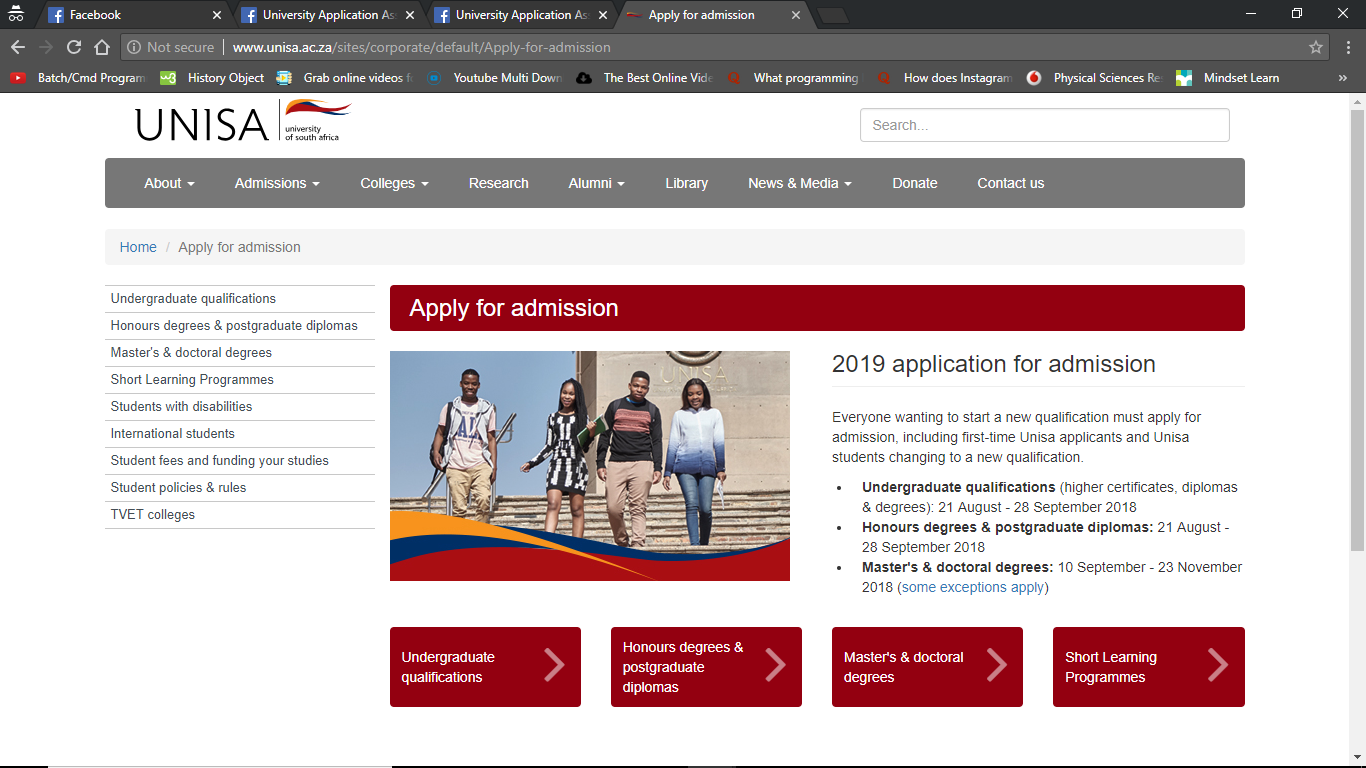 Facebook
University Application Ass
University Application Ass
Apply for admission
Not secure
www.unisa.ac.za/sites/corporate/default/Apply-for-admission
Batch/Cmd Program
History Object
Grab online videos f
Youtube Multi Down
The Best Online Vide
What programming
How does Instagram
Physical Sciences Re
Mindset Learn
»
UNISA
university
of south africa
Search...
About
Admissions
Colleges
Research
Alumni
Library
News & Media
Donate
Contact us
Home / Apply for admission
Undergraduate qualifications
Honours degrees & postgraduate diplomas
Master's & doctoral degrees
Short Learning Programmes
Students with disabilities
International students
Student fees and funding your studies
Student policies & rules
TVET colleges
Apply for admission
UNISA
2019 application for admission
Everyone wanting to start a new qualification must apply for
admission, including first-time Unisa applicants and Unisa
students changing to a new qualification.
• Undergraduate qualifications (higher certificates, diplomas
& degrees): 21 August - 28 September 2018
• Honours degrees & postgraduate diplomas: 21 August -
28 September 2018
• Master's & doctoral degrees: 10 September - 23 November
2018 (some exceptions apply)
Undergraduate
qualifications
Honours degrees &
postgraduate
diplomas
Master's & doctoral
degrees
Short Learning
Programmes